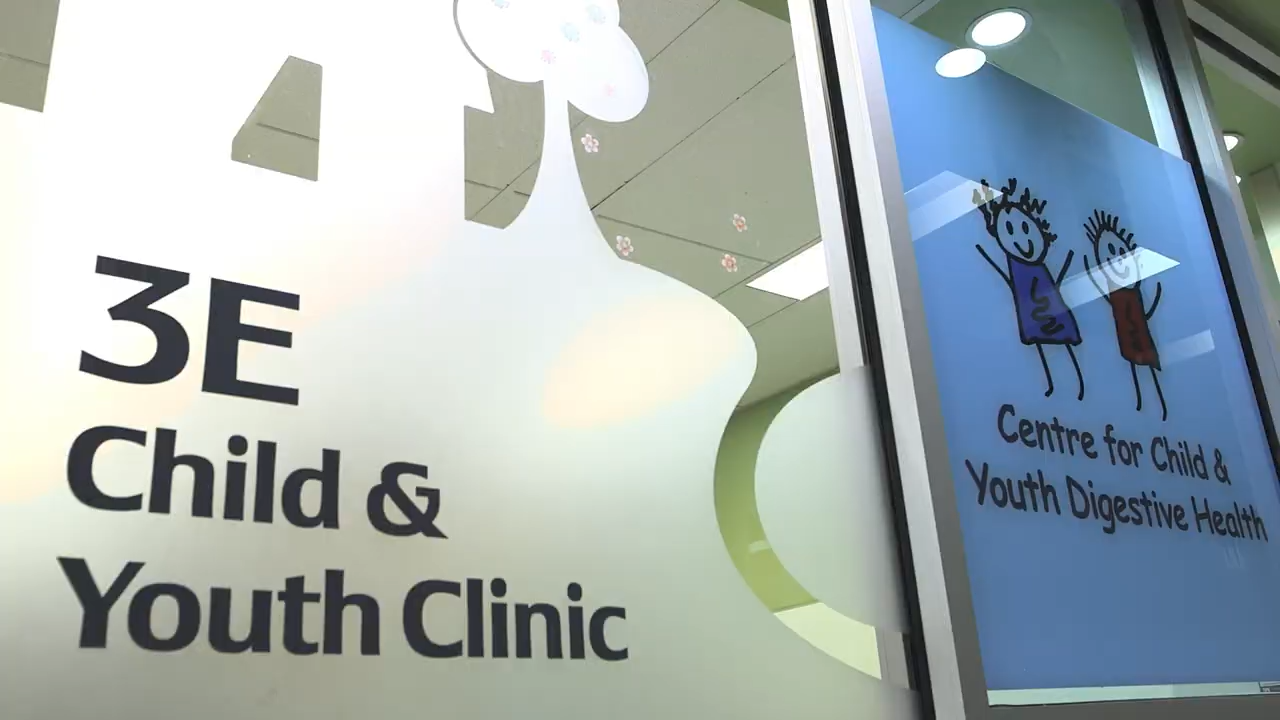 3E
Child &
Youth Clinic
Centre for Child &
Youth Digestive Health